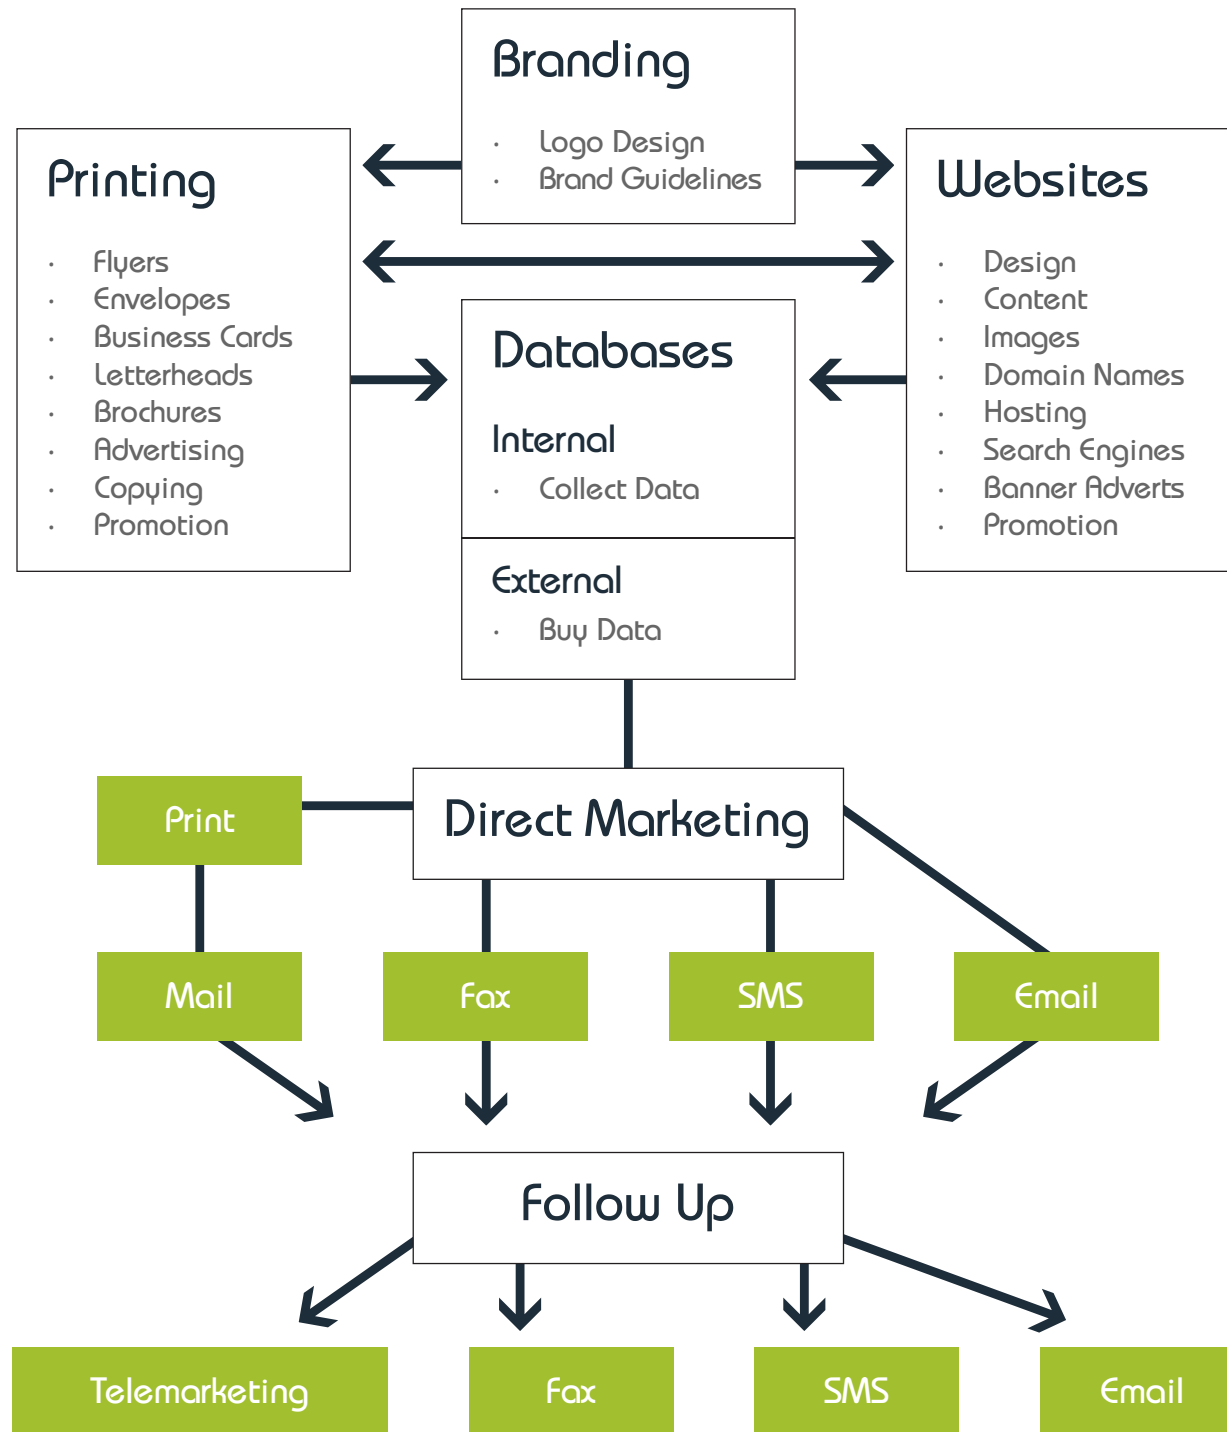 Branding
· Logo Design
· Brand Guidelines
Printing
· Flyers
· Envelopes
· Business Cards
· Letterheads
· Brochures
· Advertising
· Copying
· Promotion
Websites
· Design
· Content
· Images
· Domain Names
· Hosting
· Search Engines
· Banner Adverts
· Promotion
Databases
Internal
· Collect Data
External
· Buy Data
Direct Marketing
Print
Mail
Fax
SMS
Email
Follow Up
Telemarketing
Fax
SMS
Email